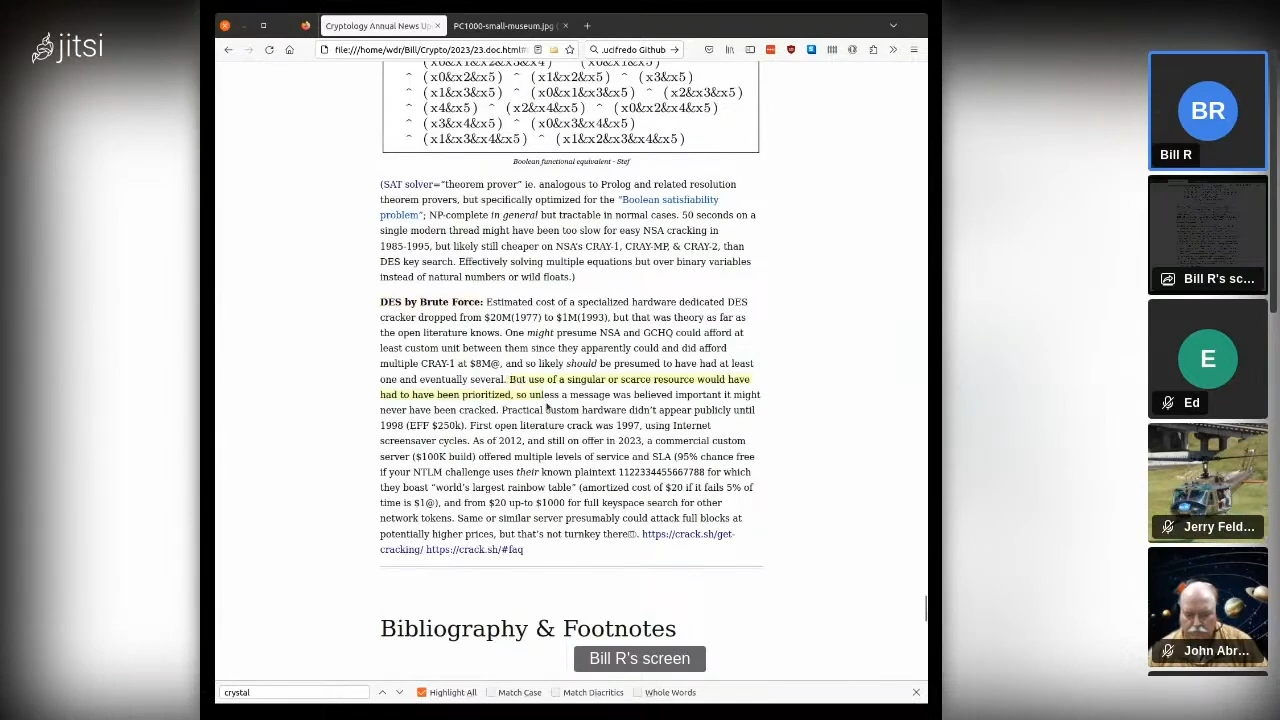 jitsi
Cryptology Annual News Up
PC1000-small-museum.jpg (
file:///home/wdr/Bill/Crypto/2023/23.doc.html#
.ucifredo Github
^ (x0&x2&x5) ^ (x1&x2&x5) ^ (x3&x5)
^ (x1&x3&x5) ^ (x0&x1&x3&x5) ^ (x2&x3&x5)
^ (x4&x5) ^ (x2&x4&x5) ^ (x0&x2&x4&x5)
^ (x3&x4&x5) ^ (x0&x3&x4&x5)
^ (x1&x3&x4&x5) ^ (x1&x2&x3&x4&x5)
Boolean functional equivalent - Stef
(SAT solver="theorem prover" ie. analogous to Prolog and related resolution
theorem provers, but specifically optimized for the "Boolean satisfiability
problem"; NP-complete in general but tractable in normal cases. 50 seconds on a
single modern thread might have been too slow for easy NSA cracking in
1985-1995, but likely still cheaper on NSA's CRAY-1, CRAY-MP, & CRAY-2, than
DES key search. Effectively solving multiple equations but over binary variables
instead of natural numbers or wild floats.)
DES by Brute Force: Estimated cost of a specialized hardware dedicated DES
cracker dropped from $20M(1977) to $1M(1993), but that was theory as far as
the open literature knows. One might presume NSA and GCHQ could afford at
least custom unit between them since they apparently could and did afford
multiple CRAY-1 at $8M@, and so likely should be presumed to have had at least
one and eventually several. But use of a singular or scarce resource would have
had to have been prioritized, so unless a message was believed important it might
never have been cracked. Practical custom hardware didn't appear publicly until
1998 (EFF $250k). First open literature crack was 1997, using Internet
screensaver cycles. As of 2012, and still on offer in 2023, a commercial custom
server ($100K build) offered multiple levels of service and SLA (95% chance free
if your NTLM challenge uses their known plaintext 1122334455667788 for which
they boast "world's largest rainbow table" (amortized cost of $20 if it fails 5% of
time is $1@), and from $20 up-to $1000 for full keyspace search for other
network tokens. Same or similar server presumably could attack full blocks at
potentially higher prices, but that's not turnkey there. https://crack.sh/get-
cracking/ https://crack.sh/#faq
Bibliography & Footnotes
Bill R's screen
crystal
Highlight All
Match Case
Match Diacritics
Whole Words
BR
Bill R
Bill R's sc...
E
Ed
Jerry Feld...
John Abr...